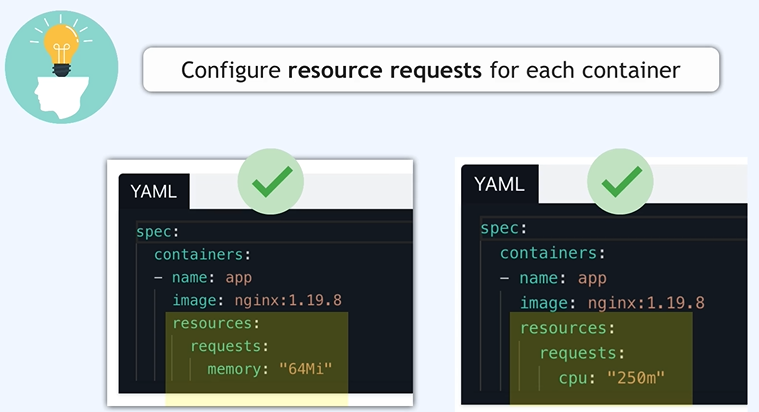 Configure resource requests for each container
YAML
spec:
containers:
- name: app
image: nginx:1.19.8
resources:
requests:
memory: "64Mi"
YAML
spec:
containers:
- name: app
image: nginx:1.19.8
resources:
requests:
cpu: "250m"